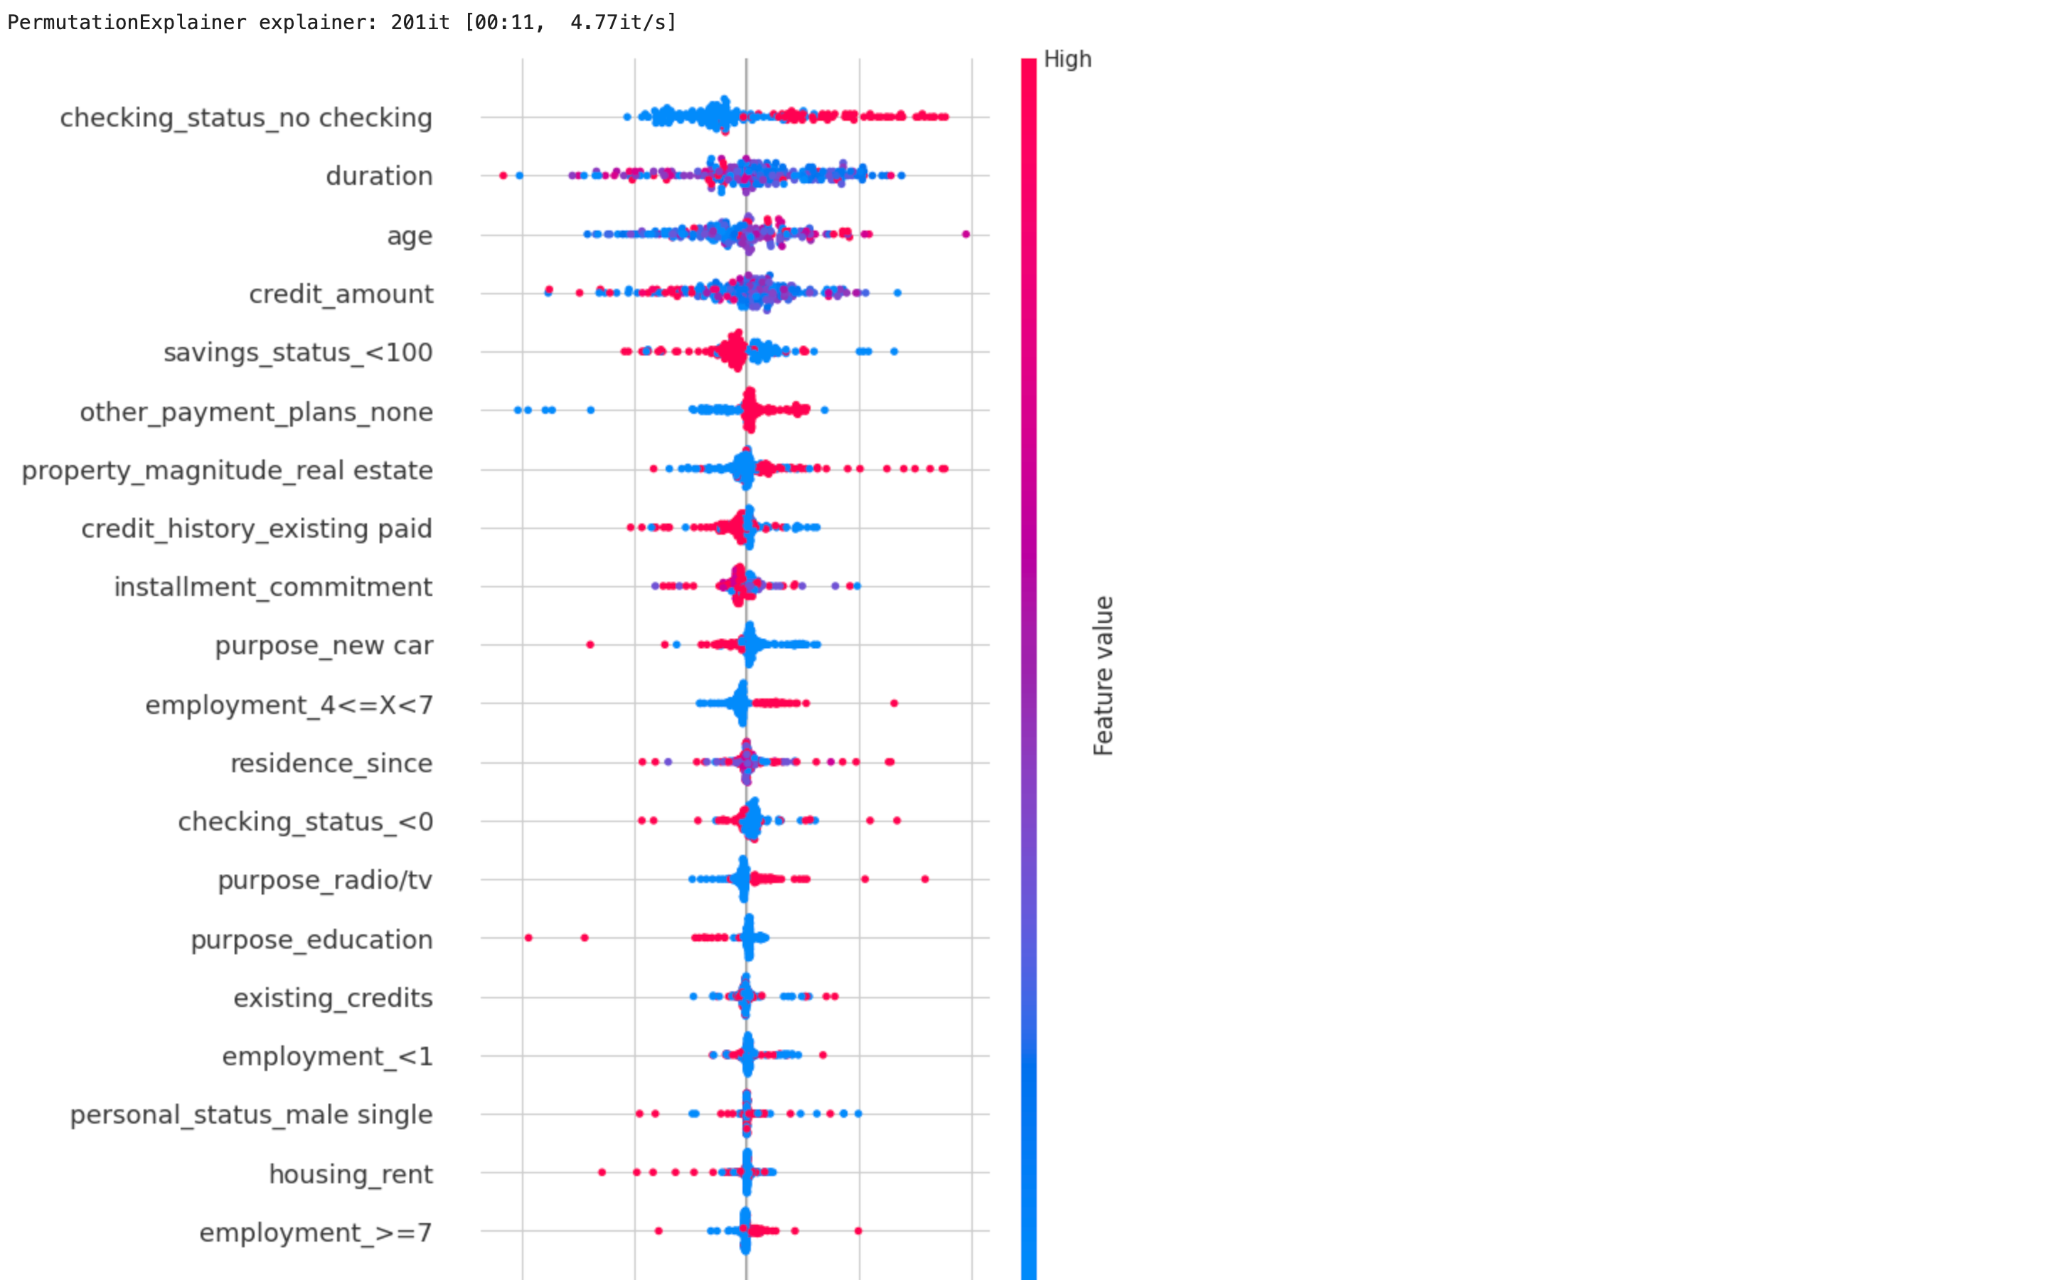 PermutationExplainer explainer: 201it [00:11,  4.77it/s]
High
checking_status_no checking
duration
age
credit_amount
savings_status_<100
other_payment_plans_none
property_magnitude_real estate
credit_history_existing paid
installment_commitment
purpose_new car
employment_4<=X<7
residence_since
checking_status_<0
purpose_radio/tv
purpose_education
existing_credits
employment_<1
personal_status_male single
housing_rent
employment_>=7
Feature value